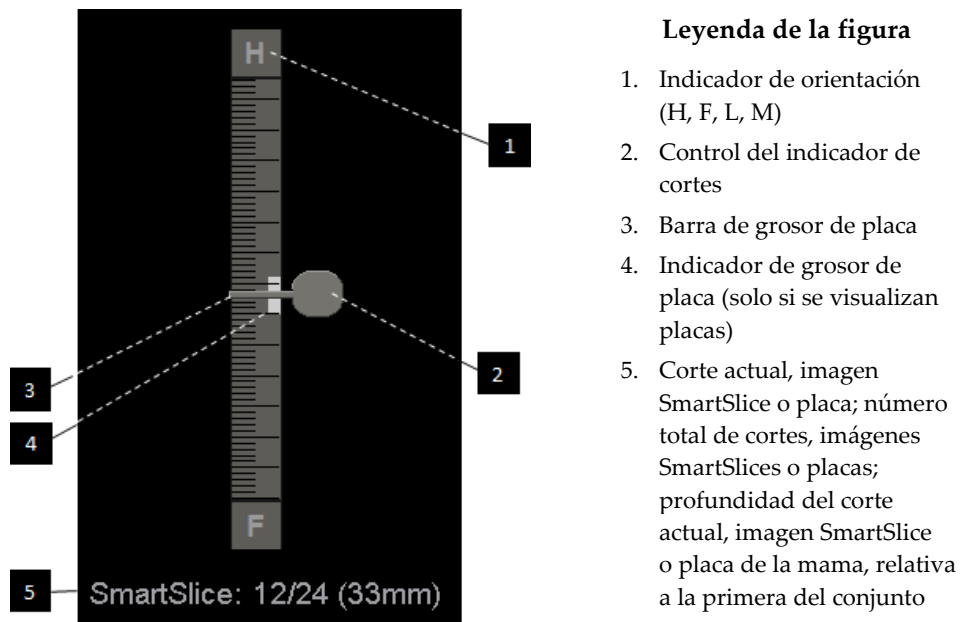 H
1
3
2
4
F
5
SmartSlice: 12/24 (33mm)
Leyenda de la figura
1. Indicador de orientación
(H, F, L, M)
2. Control del indicador de
cortes
3. Barra de grosor de placa
4. Indicador de grosor de
placa (solo si se visualizan
placas)
5. Corte actual, imagen
SmartSlice o placa; número
total de cortes, imágenes
SmartSlices o placas;
profundidad del corte
actual, imagen SmartSlice
o placa de la mama, relativa
a la primera del conjunto